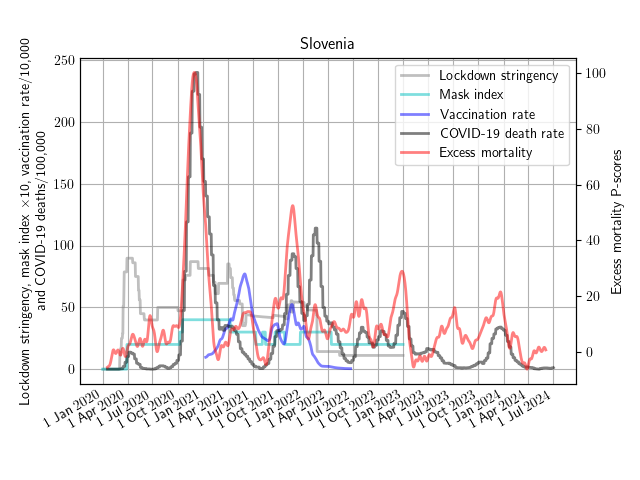 Slovenia
Lockdown stringency, mask index ×10, vaccination rate/10,000
and COVID-19 deaths/100,000
250
200
150
100
50
0
100
80
60
40
20
0
Excess mortality P-scores
Lockdown stringency
Mask index
Vaccination rate
COVID-19 death rate
Excess mortality
1 Jan 2020
1 Apr 2020
1 Jul 2020
1 Oct 2020
1 Jan 2021
1 Apr 2021
1 Jul 2021
1 Oct 2021
1 Jan 2022
1 Apr 2022
1 Jul 2022
1 Oct 2022
1 Jan 2023
1 Apr 2023
1 Jul 2023
1 Oct 2023
1 Jan 2024
1 Apr 2024
1 Jul 2024